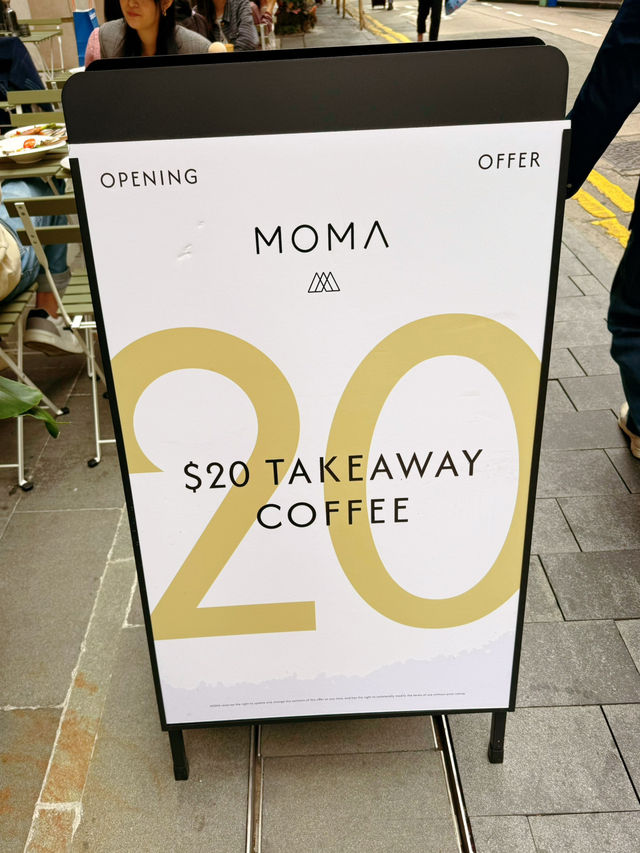 OPENING
OFFER
MOMA
20
$20 TAKEAWAY
COFFEE